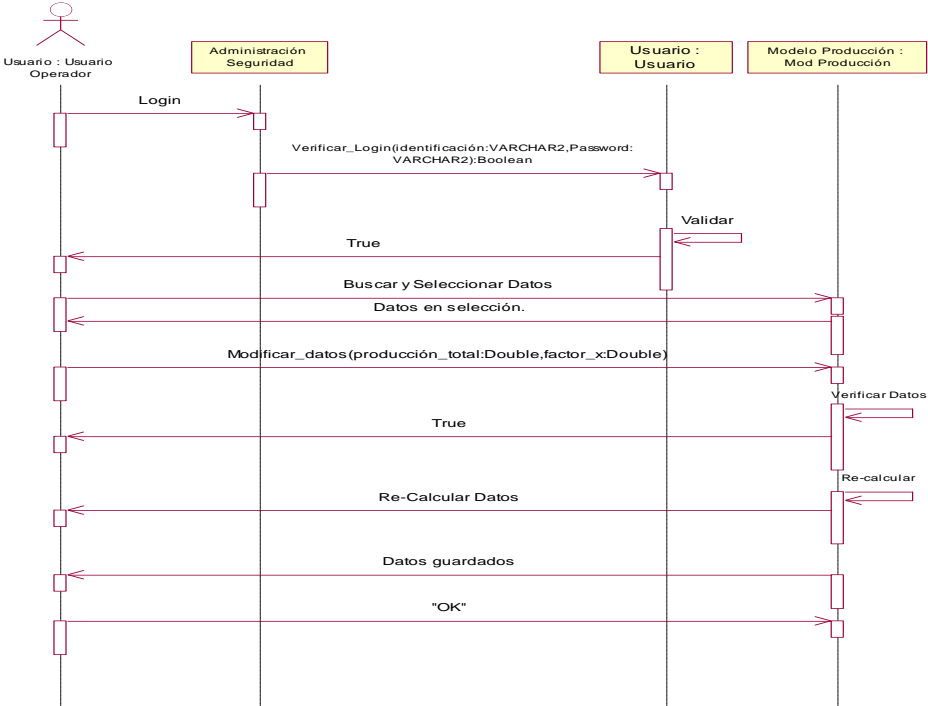 Usuario : Usuario
Operador
Administración
Seguridad
Usuario :
Usuario
Modelo Producción :
Mod Producción
Login
Verificar_Login(identificación:VARCHAR2,Password:
VARCHAR2):Boolean
Validar
True
Buscar y Seleccionar Datos
Datos en selección.
Modificar_datos(producción_total:Double,factor_x:Double)
Verificar Datos
True
Re-calcular
Re-Calcular Datos
Datos guardados
"OK"